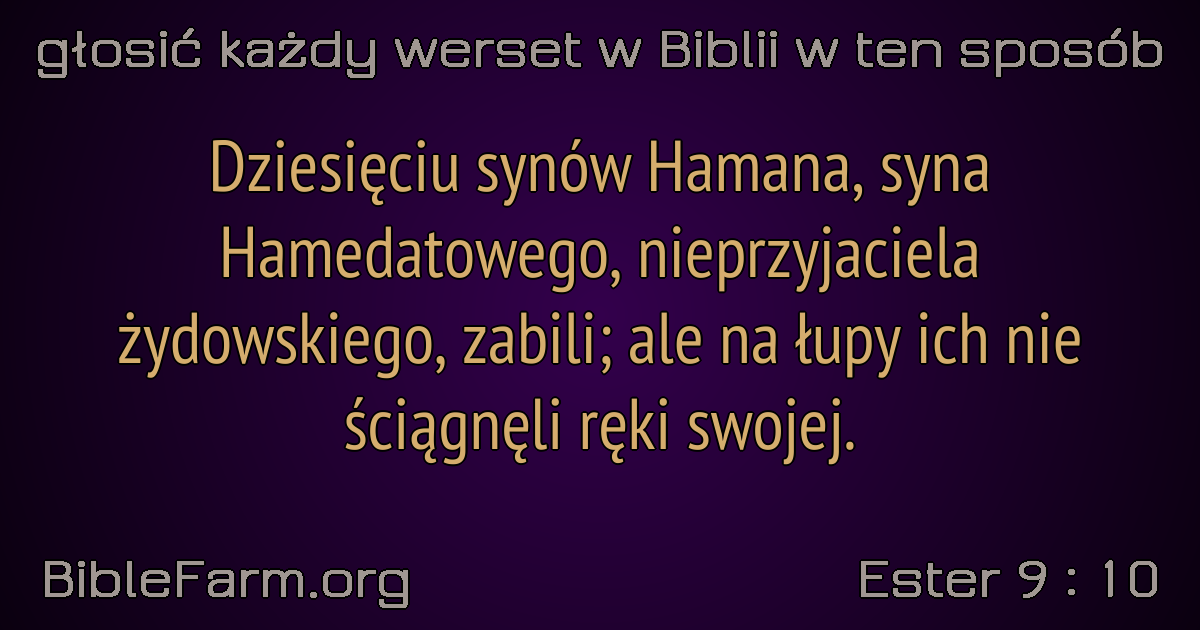 głosić każdy werset w Biblii w ten sposób
Dziesięciu synów Hamana, syna
Hamedatowego, nieprzyjaciela
żydowskiego, zabili; ale na łupy ich nie
ściągnęli ręki swojej.
BibleFarm.org
Ester 9 : 10